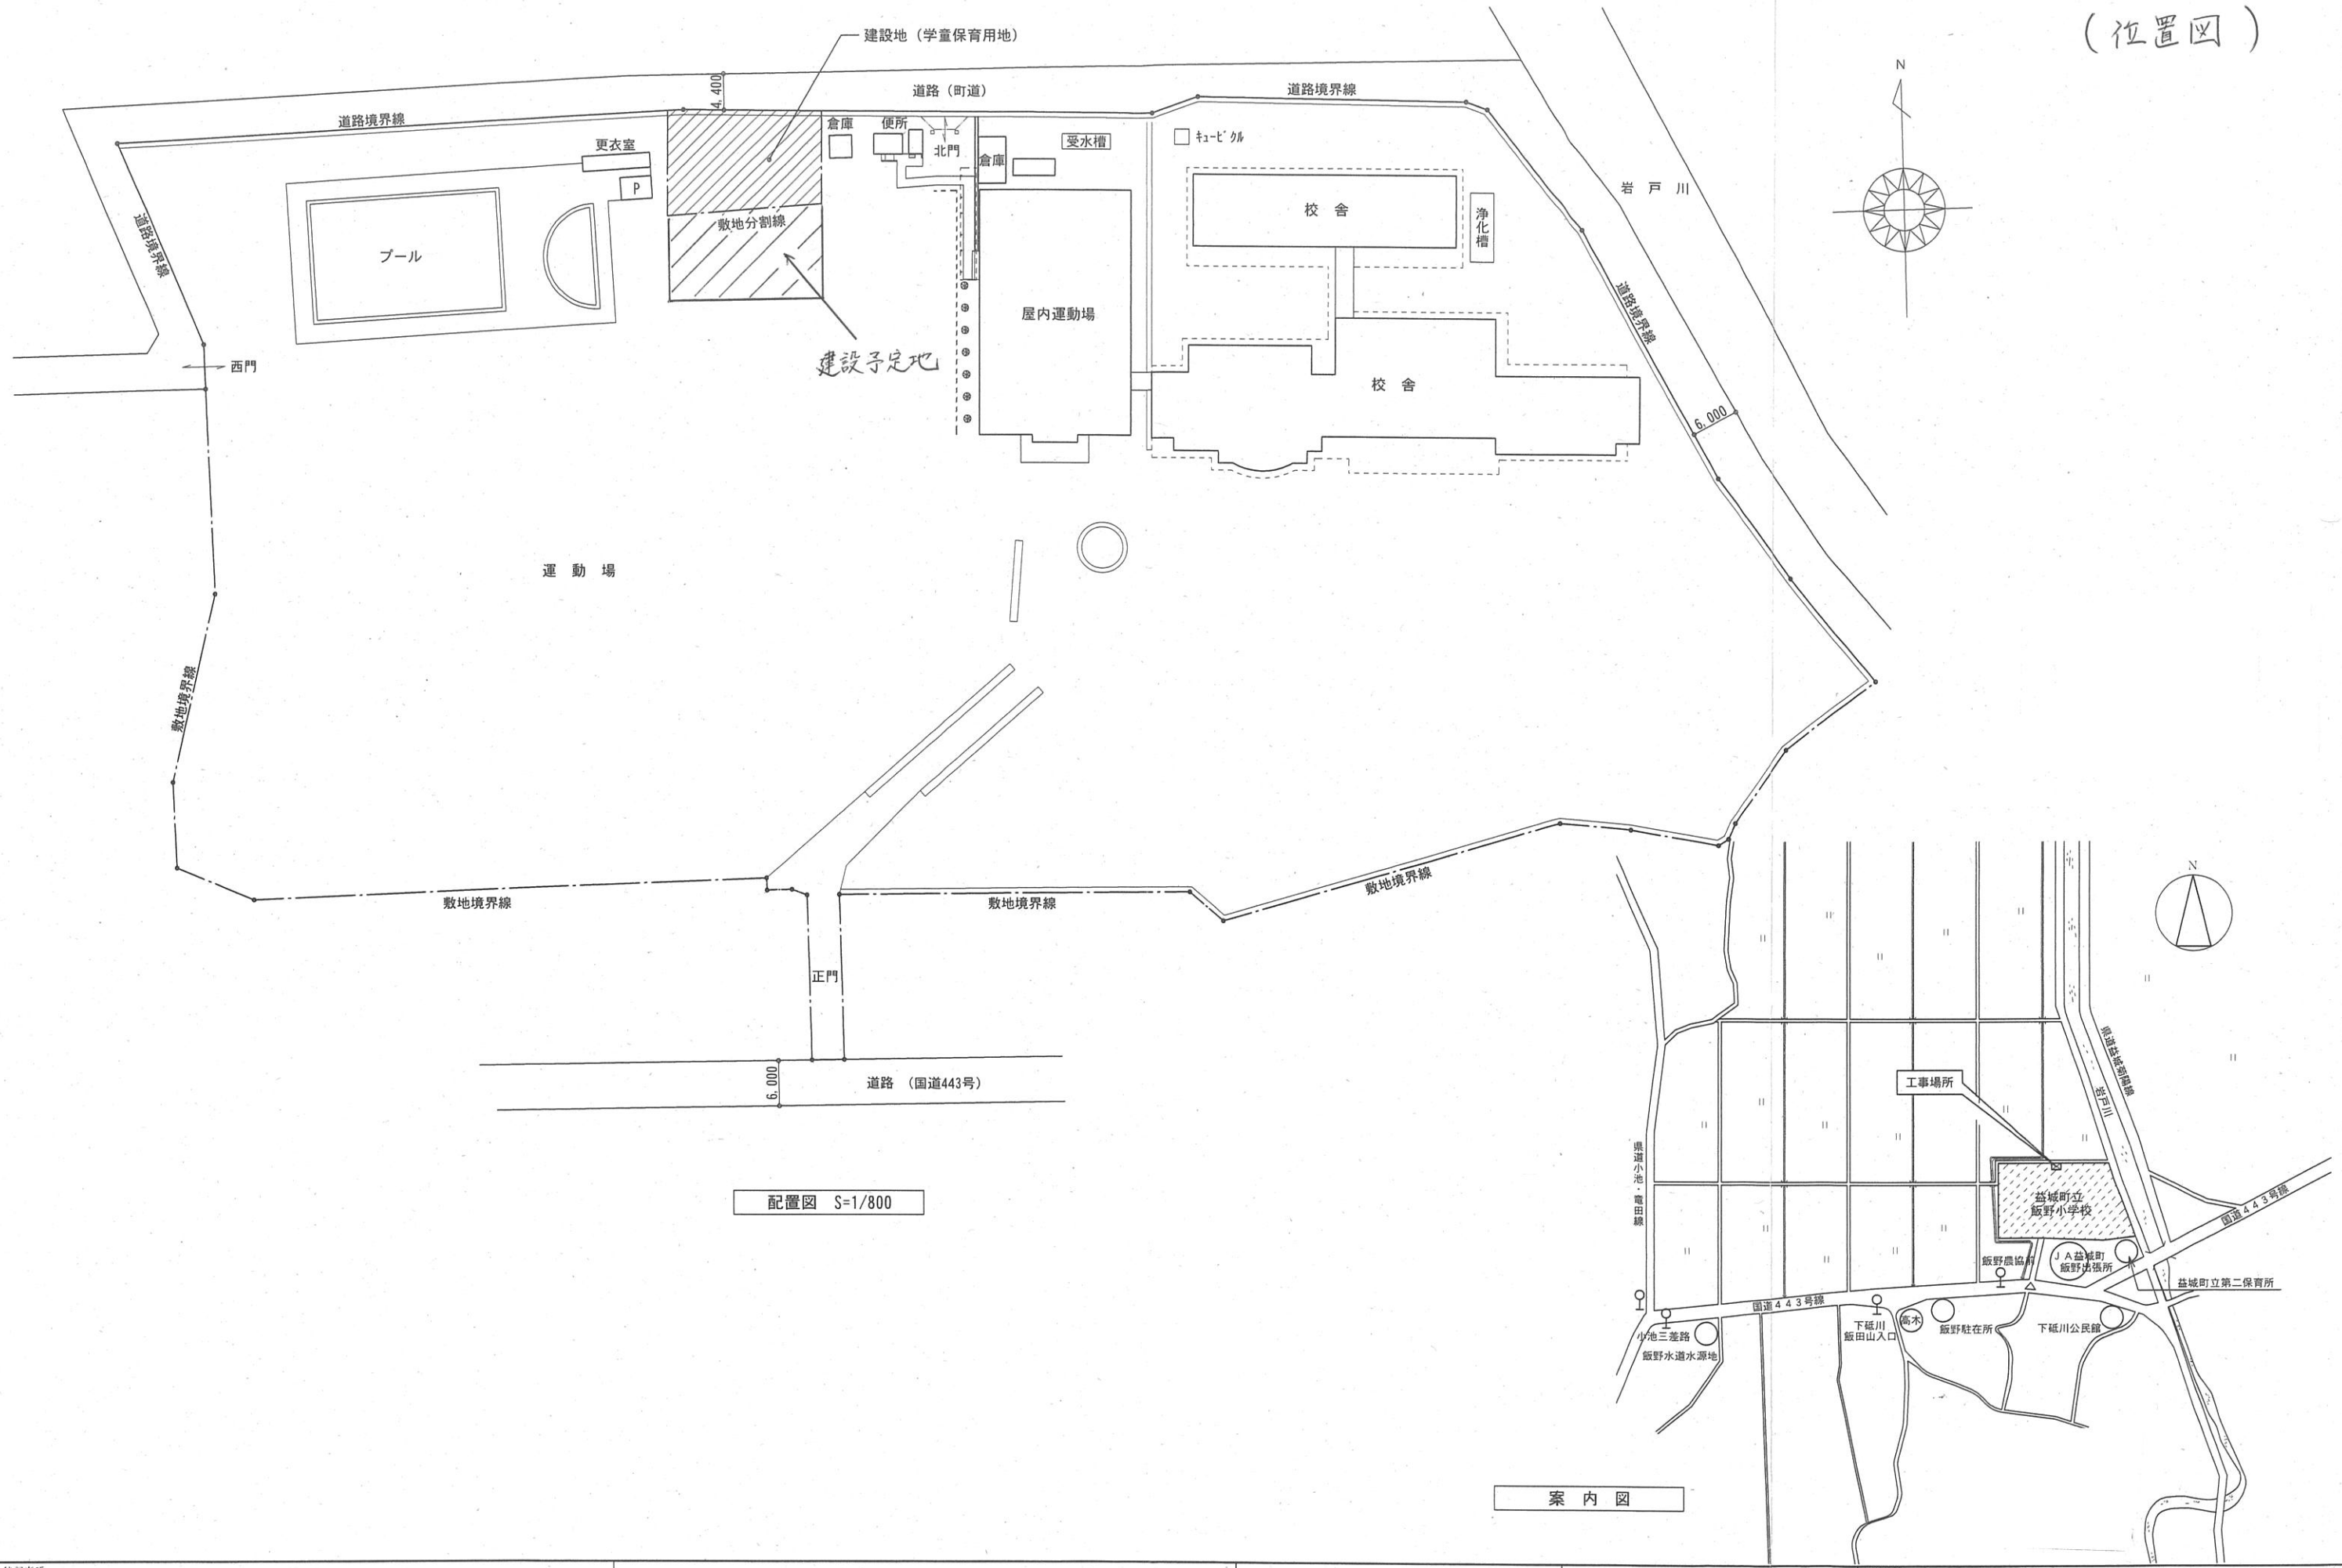 (位置図)
建設地（学童保育用地）
4,400
道路（町道）
道路境界線
道路境界線
N
倉庫
便所
北門
更衣室
P
倉庫
受水槽
ｷｭｰﾋﾞｸﾙ
岩戸川
校舎
浄化槽
敷地分割線
道路境界線
プール
屋内運動場
道路境界線
建設予定地
西門
校舎
6,000
運動場
敷地境界線
敷地境界線
敷地境界線
敷地境界線
正門
6,000
道路 （国道443号）
配置図 S=1/800
N
県道益城菊陽線
岩戸川
工事場所
県道小池・竜田線
益城町立
飯野小学校
国道４４３号線
飯野農協前
ＪＡ益城町
飯野出張所
益城町立第二保育所
国道４４３号線
小池三差路
飯野水道水源地
下砥川
飯田山入口
高木
飯野駐在所
下砥川公民館
案内図